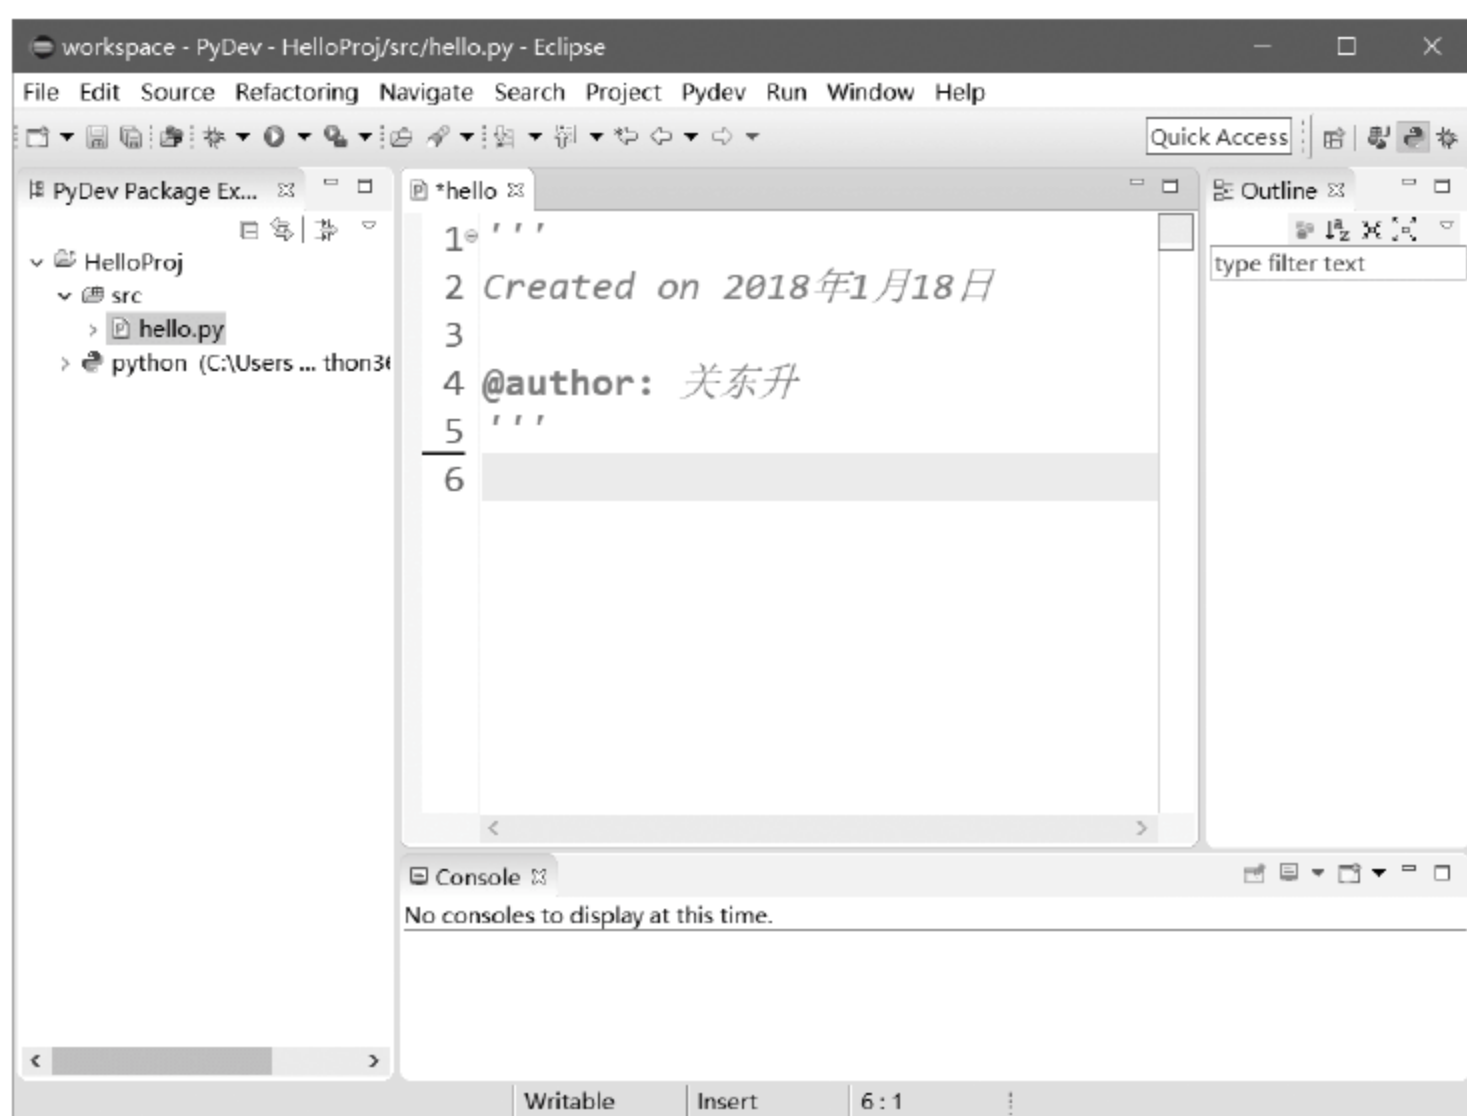 workspace - PyDev - HelloProj/src/hello.py - Eclipse
File Edit Source Refactoring Navigate Search Project Pydev Run Window Help
Quick Access
PyDev Package Ex...
HelloProj
src
hello.py
python (C:\Users ... thon36
*hello
1 '''
2 Created on 2018年1月18日
3
4 @author: 关东升
5 '''
6
Outline
type filter text
Console
No consoles to display at this time.
Writable Insert 6 : 1